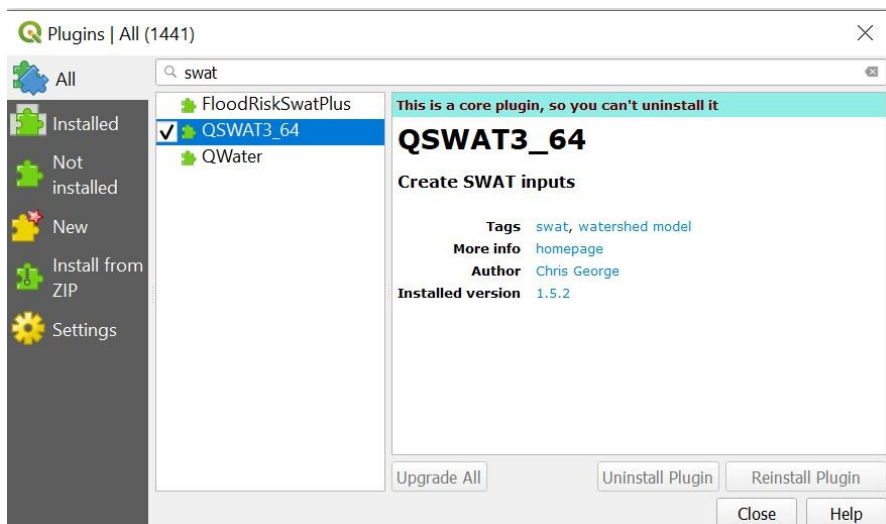 Plugins | All (1441)
All
Installed
Not
installed
New
Install from
ZIP
Settings
swat
FloodRiskSwatPlus
QSWAT3_64
QWater
This is a core plugin, so you can't uninstall it
QSWAT3_64
Create SWAT inputs
Tags swat, watershed model
More info homepage
Author Chris George
Installed version 1.5.2
Upgrade All Uninstall Plugin Reinstall Plugin
Close Help